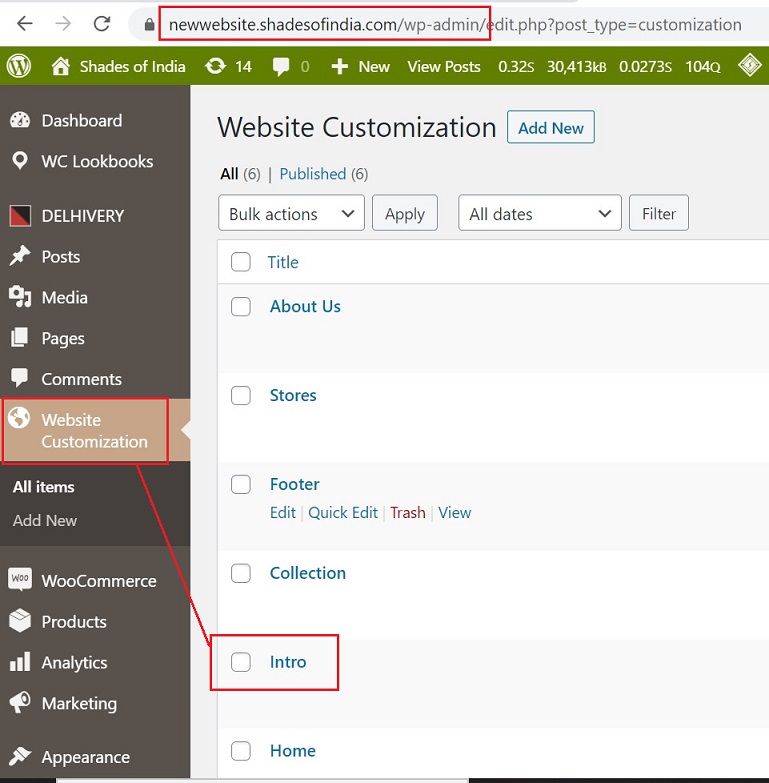 newwebsite.shadesofindia.com/wp-admin/edit.php?post_type=customization
Shades of India 14 0 New View Posts 0.32S 30,413KB 0.0273S 104Q
Dashboard
WC Lookbooks
DELHIVERY
Posts
Media
Pages
Comments
Website
Customization
All items
Add New
WOO WooCommerce
Products
Analytics
Marketing
Appearance
Website Customization Add New
All (6) | Published (6)
Bulk actions Apply All dates Filter
Title
About Us
Stores
Footer
Edit | Quick Edit | Trash | View
Collection
Intro
Home